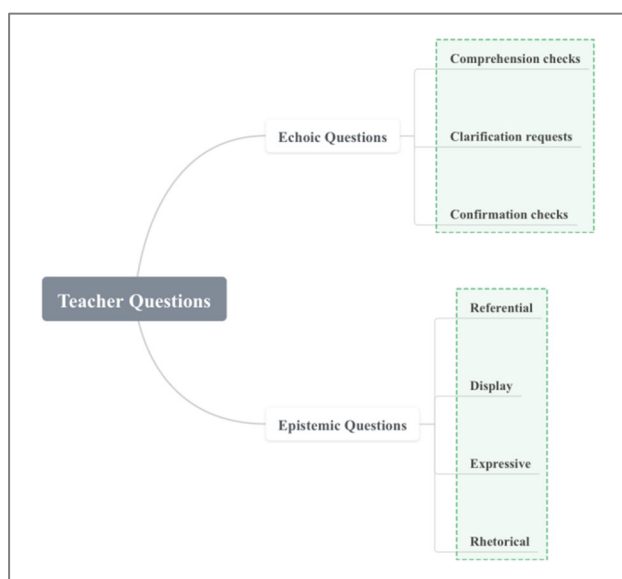 Teacher Questions
Echoic Questions
Comprehension checks
Clarification requests
Confirmation checks
Epistemic Questions
Referential
Display
Expressive
Rhetorical